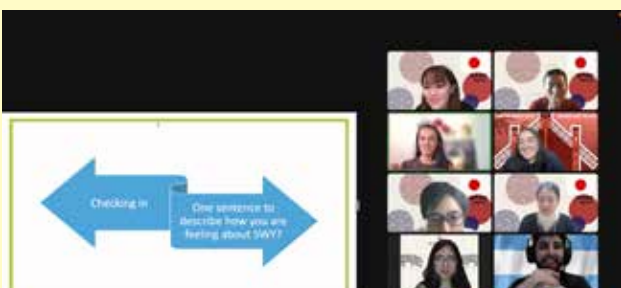 Checking in
One sentence to
describe how you are
feeling about SWY?